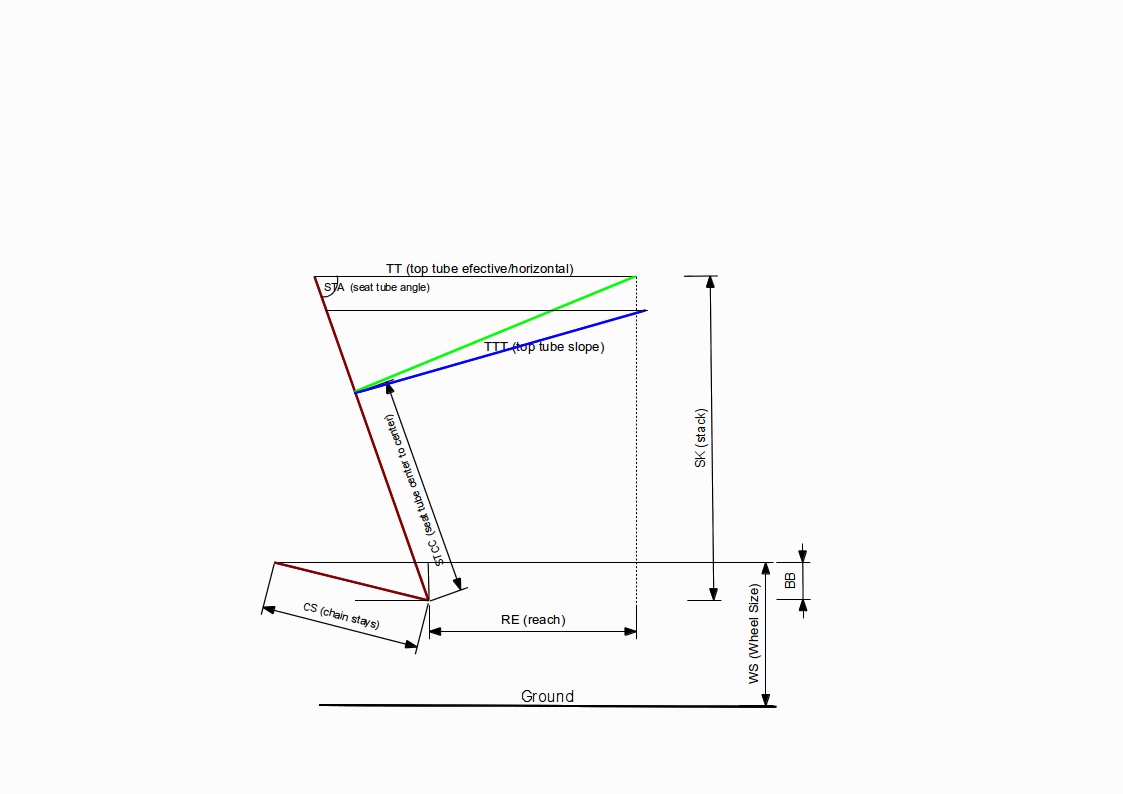 TT (top tube efective/horizontal)
STA (seat tube angle)
TTT (top tube slope)
STCC (seat tube center to center)
SK (stack)
BB
WS (Wheel Size)
CS (chain stays)
RE (reach)
Ground